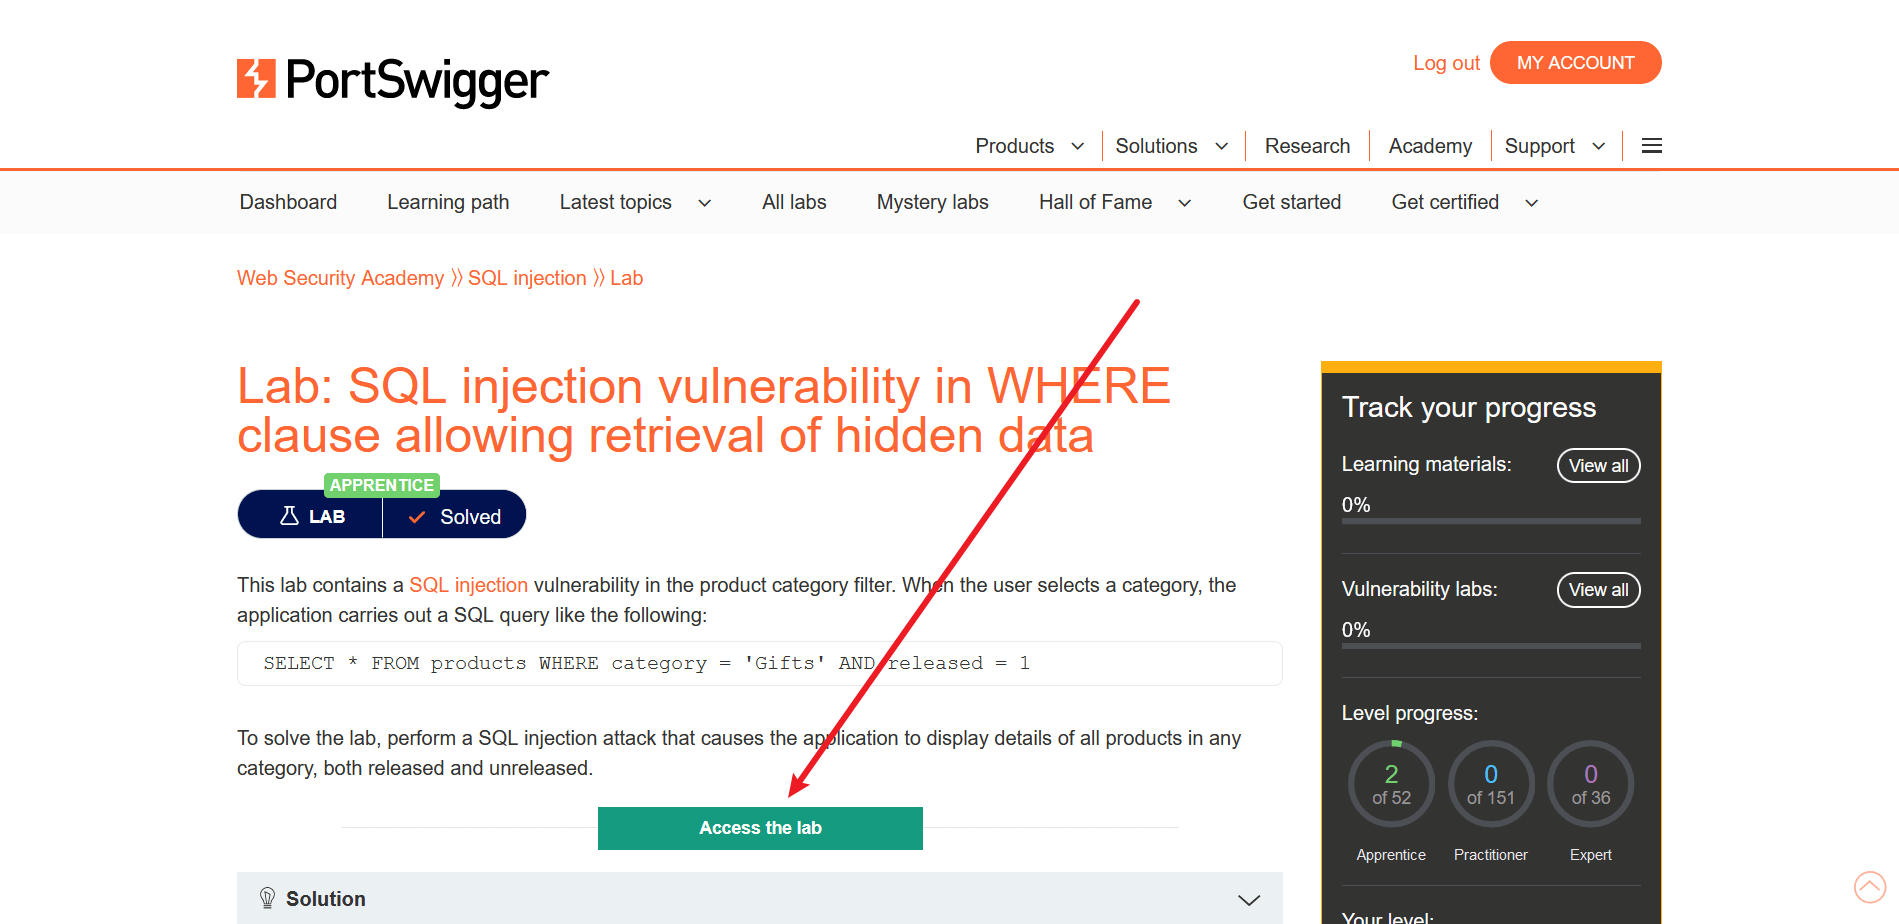 PortSwigger
Log out
MY ACCOUNT
Products
Solutions
Research
Academy
Support
Dashboard
Learning path
Latest topics
All labs
Mystery labs
Hall of Fame
Get started
Get certified
Web Security Academy
SQL injection
Lab
Lab: SQL injection vulnerability in WHERE
clause allowing retrieval of hidden data
APPRENTICE
LAB
Solved
This lab contains a SQL injection vulnerability in the product category filter. When the user selects a category, the
application carries out a SQL query like the following:
SELECT * FROM products WHERE category = 'Gifts' AND released = 1
To solve the lab, perform a SQL injection attack that causes the application to display details of all products in any
category, both released and unreleased.
Access the lab
Solution
Track your progress
Learning materials:
View all
0%
Vulnerability labs:
View all
0%
Level progress:
2
of 52
0
of 151
0
of 36
Apprentice
Practitioner
Expert
Your level: